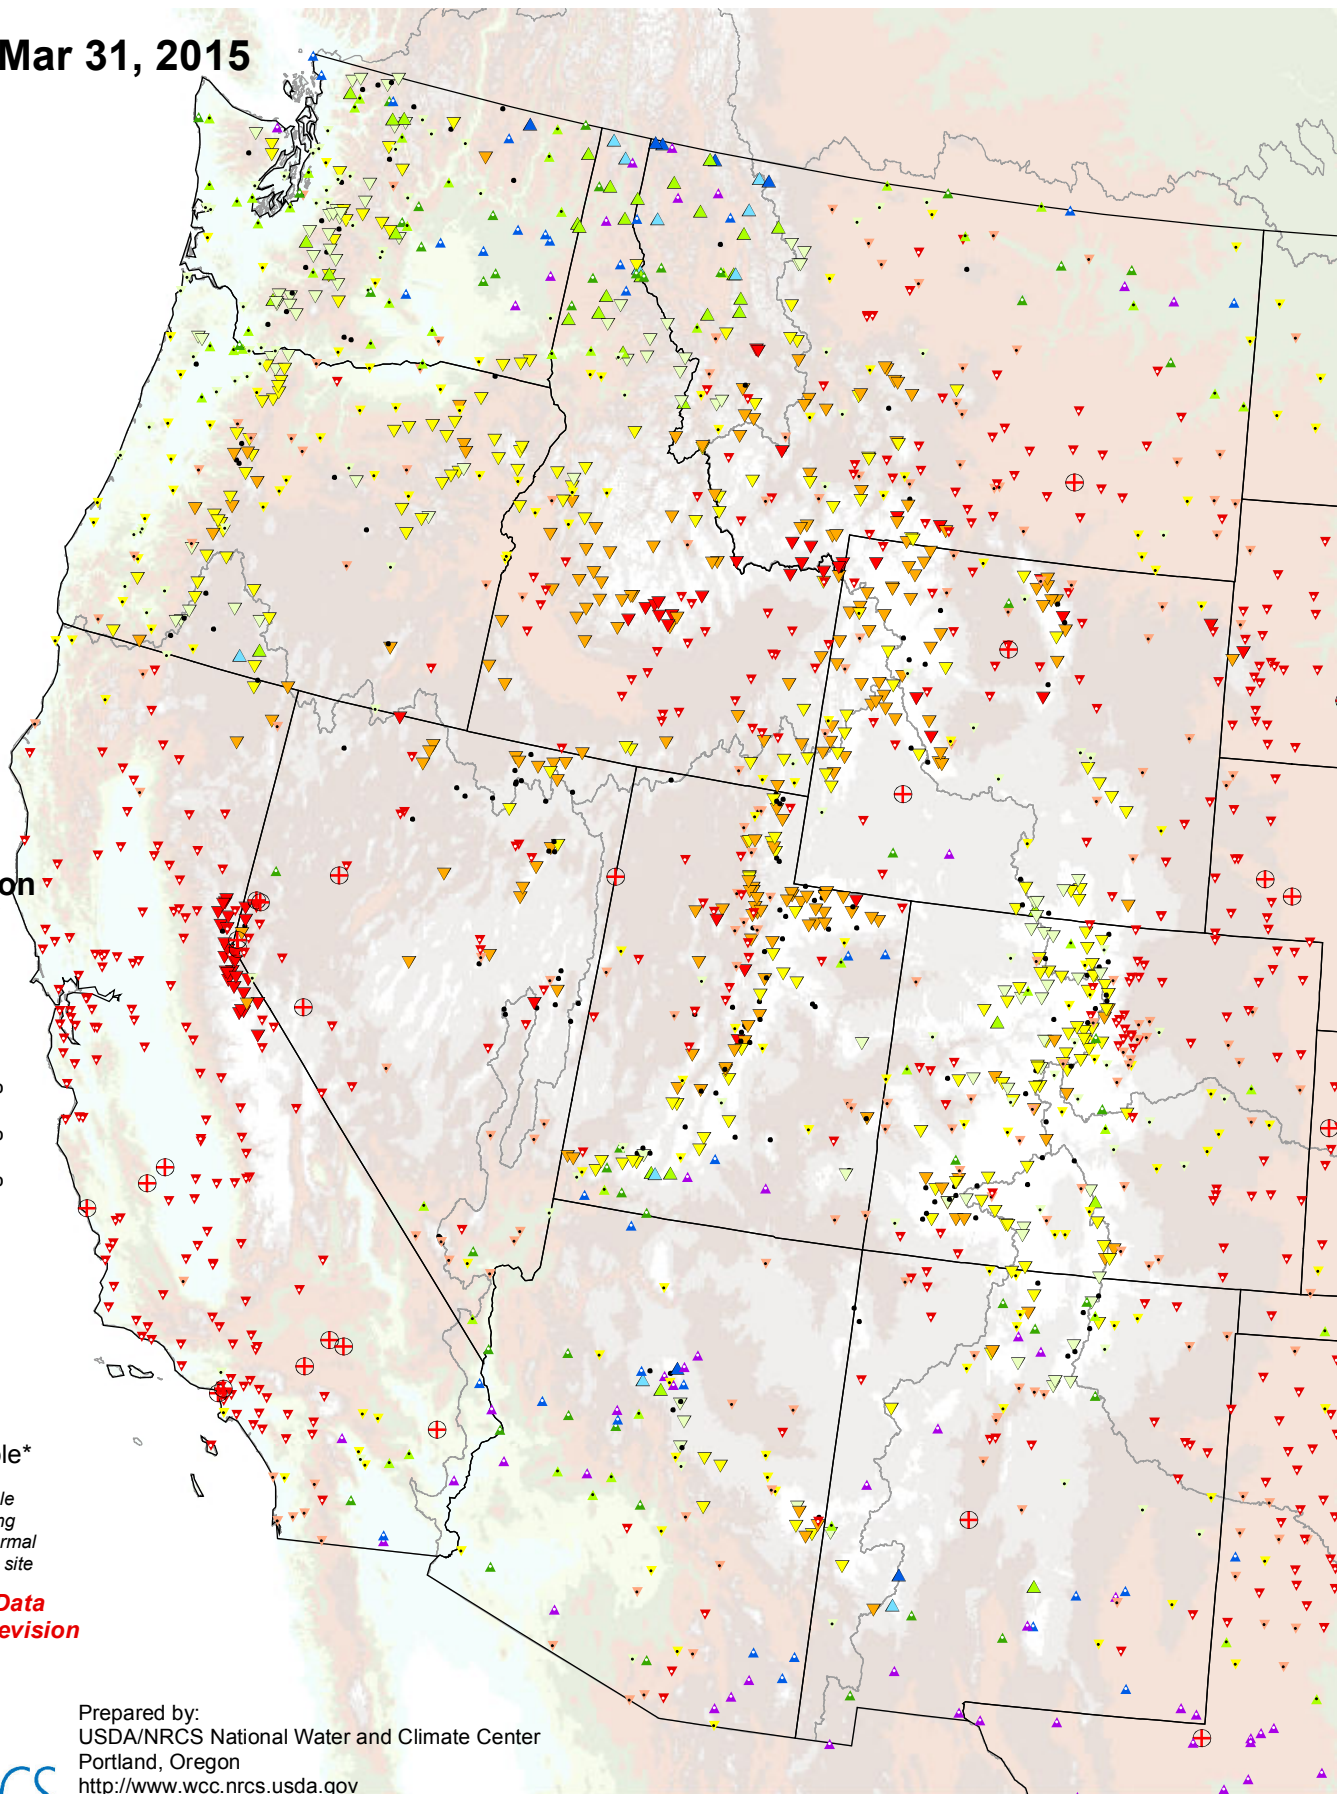 Mar 31, 2015
on
le*
le
ng
rmal
site
Data
evision
Prepared by:
USDA/NRCS National Water and Climate Center
Portland, Oregon
http://www.wcc.nrcs.usda.gov
CS